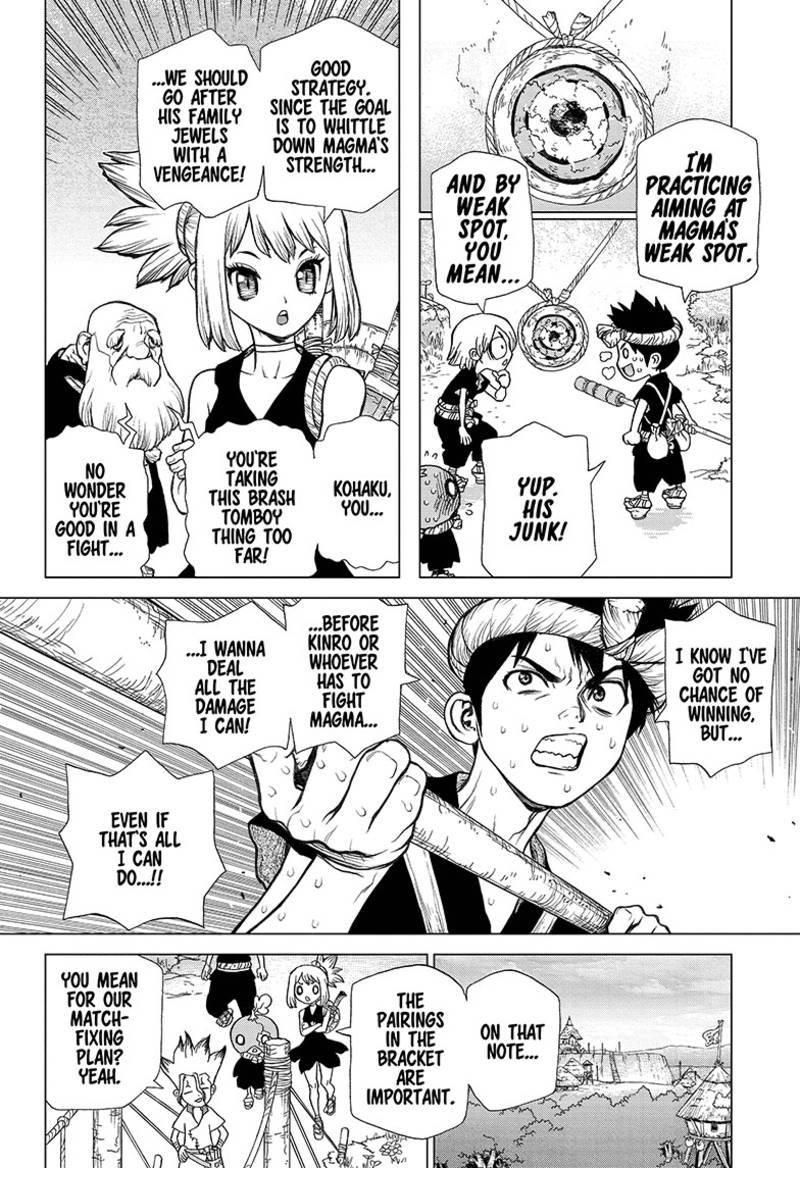 I'M
PRACTICING
AIMING AT
MAGMA'S
WEAK SPOT.
AND BY
WEAK
SPOT,
YOU
MEAN...
YUP.
HIS
JUNK!
GOOD
STRATEGY.
SINCE THE GOAL
IS TO WHITTLE
DOWN MAGMA'S
STRENGTH...
...WE SHOULD
GO AFTER
HIS FAMILY
JEWELS
WITH A
VENGEANCE!
KOHAKU,
YOU...
YOU'RE
TAKING
THIS BRASH
TOMBOY
THING TOO
FAR!
NO
WONDER
YOU'RE
GOOD IN A
FIGHT...
I KNOW I'VE
GOT NO
CHANCE OF
WINNING,
BUT...
...BEFORE
KINRO OR
WHOEVER
HAS TO
FIGHT
MAGMA...
...I WANNA
DEAL
ALL THE
DAMAGE
I CAN!
EVEN IF
THAT'S ALL
I CAN
DO...!!
ON THAT
NOTE...
THE
PAIRINGS
IN THE
BRACKET
ARE
IMPORTANT.
YOU MEAN
FOR OUR
MATCH-
FIXING
PLAN?
YEAH.